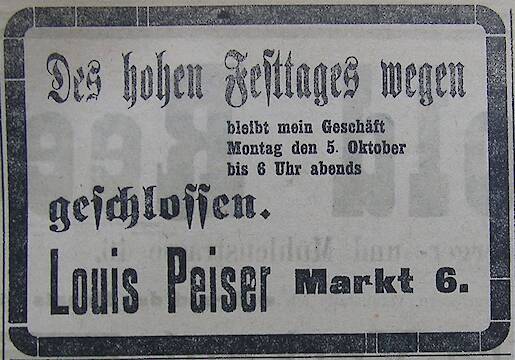 Des hohen Festtages wegen
bleibt mein Geschäft
Montag den 5. Oktober
bis 6 Uhr abends
geschlossen.
Louis Peiser Markt 6.